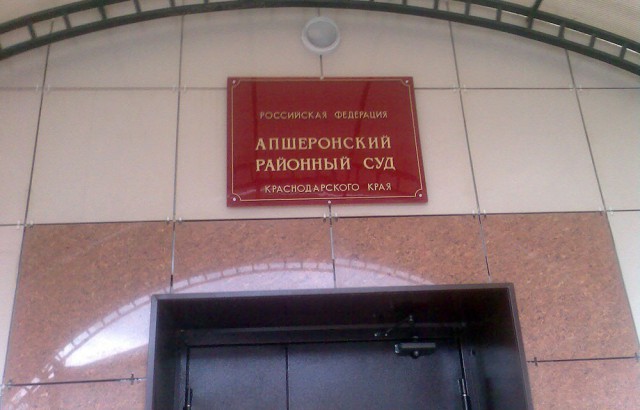 РОССИЙСКАЯ ФЕДЕРАЦИЯ
АПШЕРОНСКИЙ
РАЙОННЫЙ СУД
КРАСНОДАРСКОГО КРАЯ